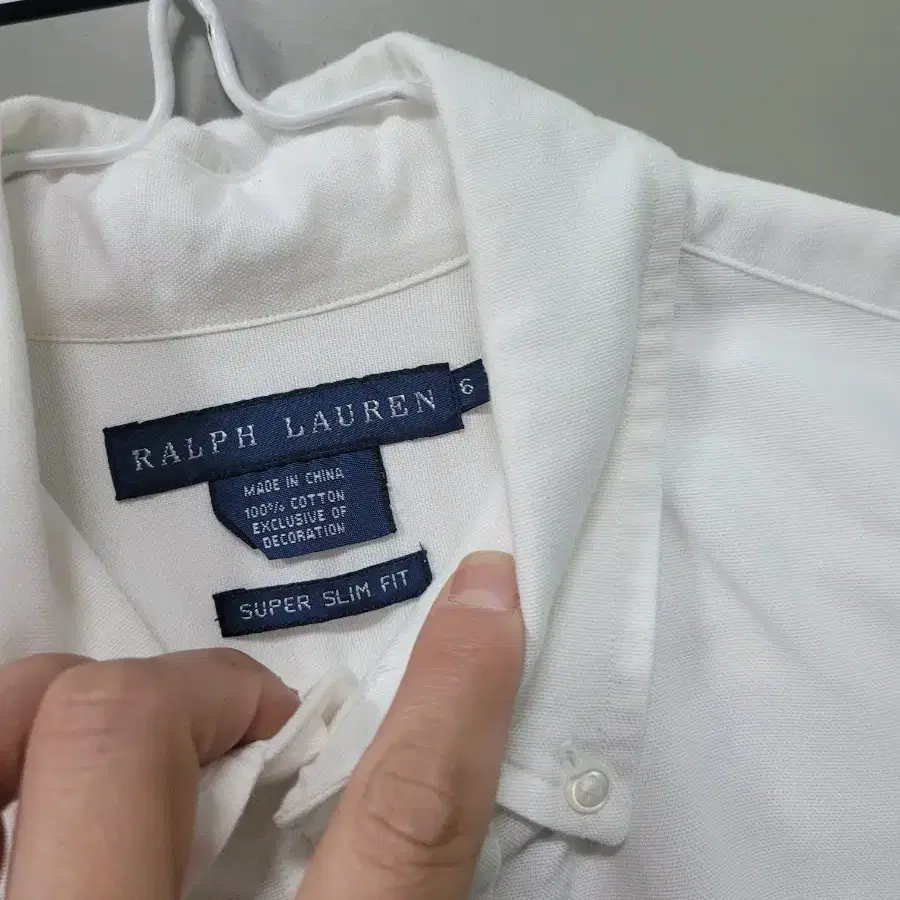 RALPH LAUREN
6
MADE IN CHINA
100% COTTON
EXCLUSIVE OF
DECORATION
SUPER SLIM FIT